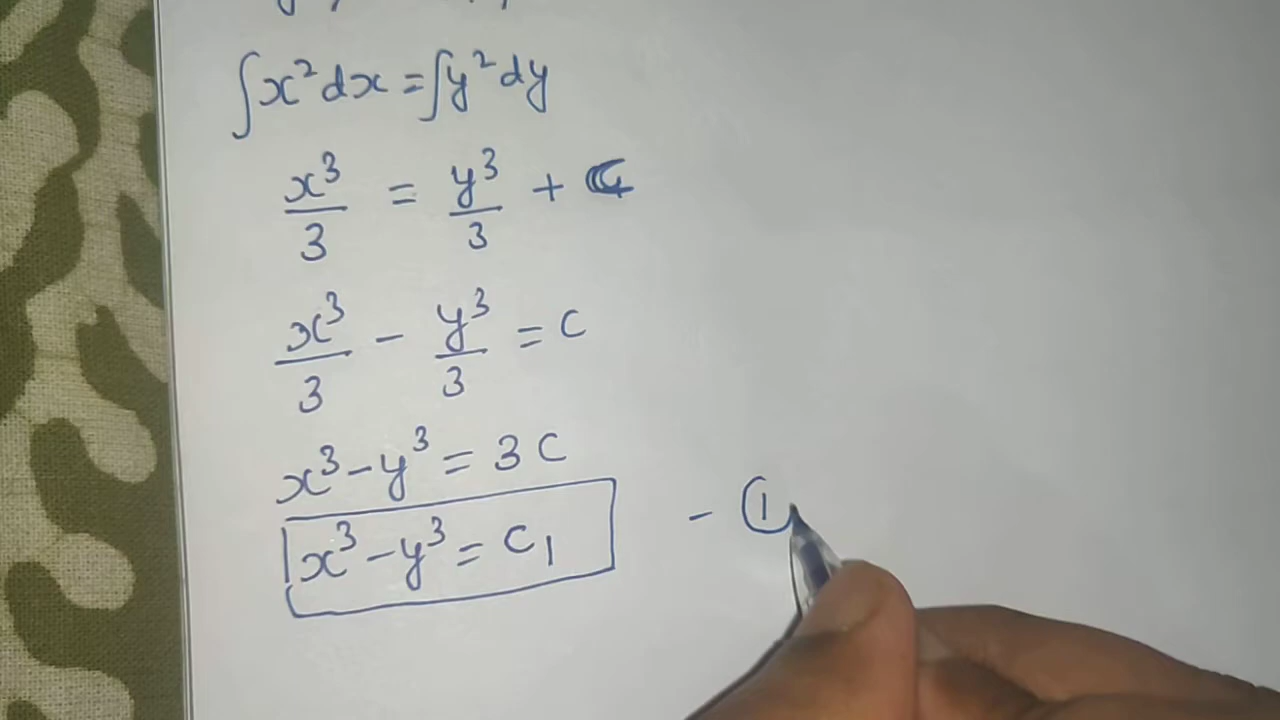 ∫x²dx = ∫y²dy
x³/3 = y³/3 + C
x³/3 - y³/3 = C
x³ - y³ = 3C
x³ - y³ = C₁ - ①